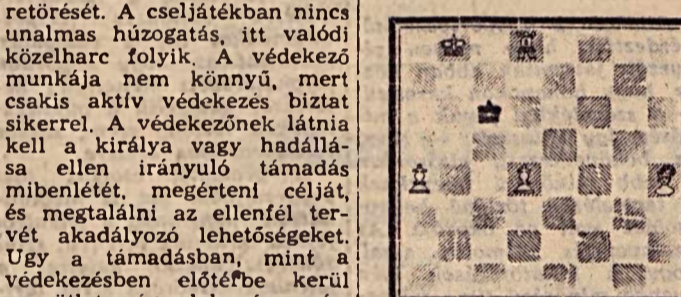 retörését. A cseljátékban nincs
unalmas húzogatás, itt valódi
közelharc folyik. A védekező
munkája nem könnyű, mert
csakis aktív védekezés biztat
sikerrel. A védekezőnek látnia
kell a királya vagy hadállá-
sa ellen irányuló támadás
mibenlétét, megérteni célját,
és megtalálni az ellenfél ter-
vét akadályozó lehetőségeket.
Ugy a támadásban, mint a
védekezésben előtérbe kerül